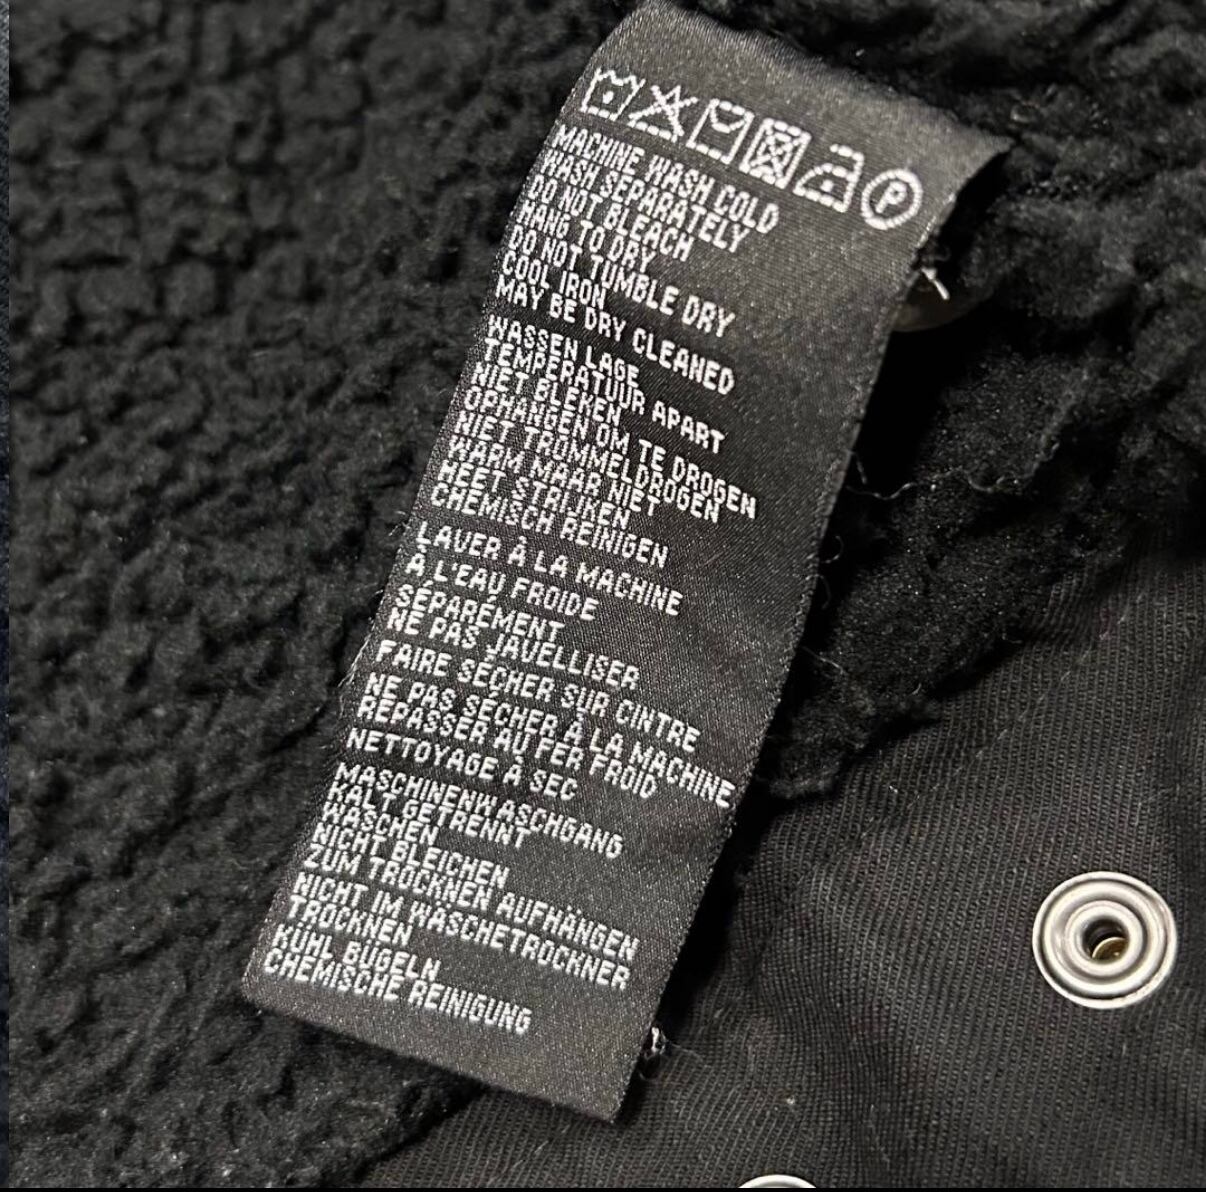 P
MACHINE WASH COLD
WASH SEPARATELY
DO NOT BLEACH
HANG TO DRY
DO NOT TUMBLE DRY
COOL IRON
MAY BE DRY CLEANED
WASSEN LAGE
TEMPERATUUR APART
NIET BLEKEN
OPHANGEN OM TE DROGEN
NIET TROMMELDROGEN
WARM MAAR NIET
HEET STRIJKEN
CHEMISCH REINIGEN
LAVER À LA MACHINE
À L'EAU FROIDE
SÉPARÉMENT
NE PAS JAVELLISER
FAIRE SÉCHER SUR CINTRE
NE PAS SÉCHER À LA MACHINE
REPASSER AU FER FROID
NETTOYAGE À SEC
MASCHINENWASCHGANG
KALT GETRENNT
WASCHEN
NICHT BLEICHEN
ZUM TROCKNEN AUFHÄNGEN
NICHT IM WÄSCHETROCKNER
TROCKNEN
KÜHL BÜGELN
CHEMISCHE REINIGUNG